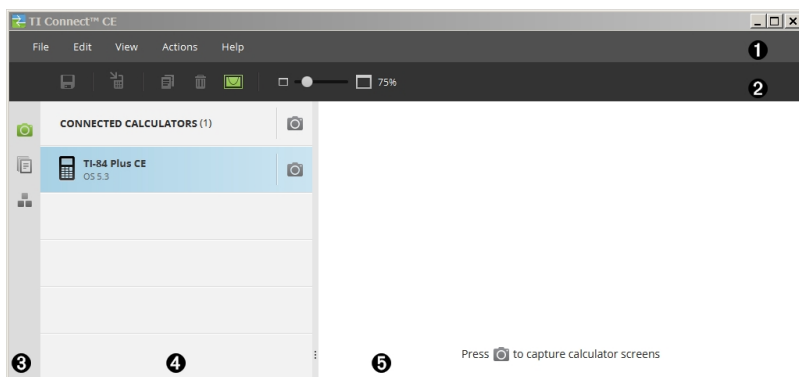 TI Connect™ CE
File Edit View Actions Help
❶
75%
❷
CONNECTED CALCULATORS (1)
TI-84 Plus CE
OS 5.3
Press to capture calculator screens
❸ ❹ ❺